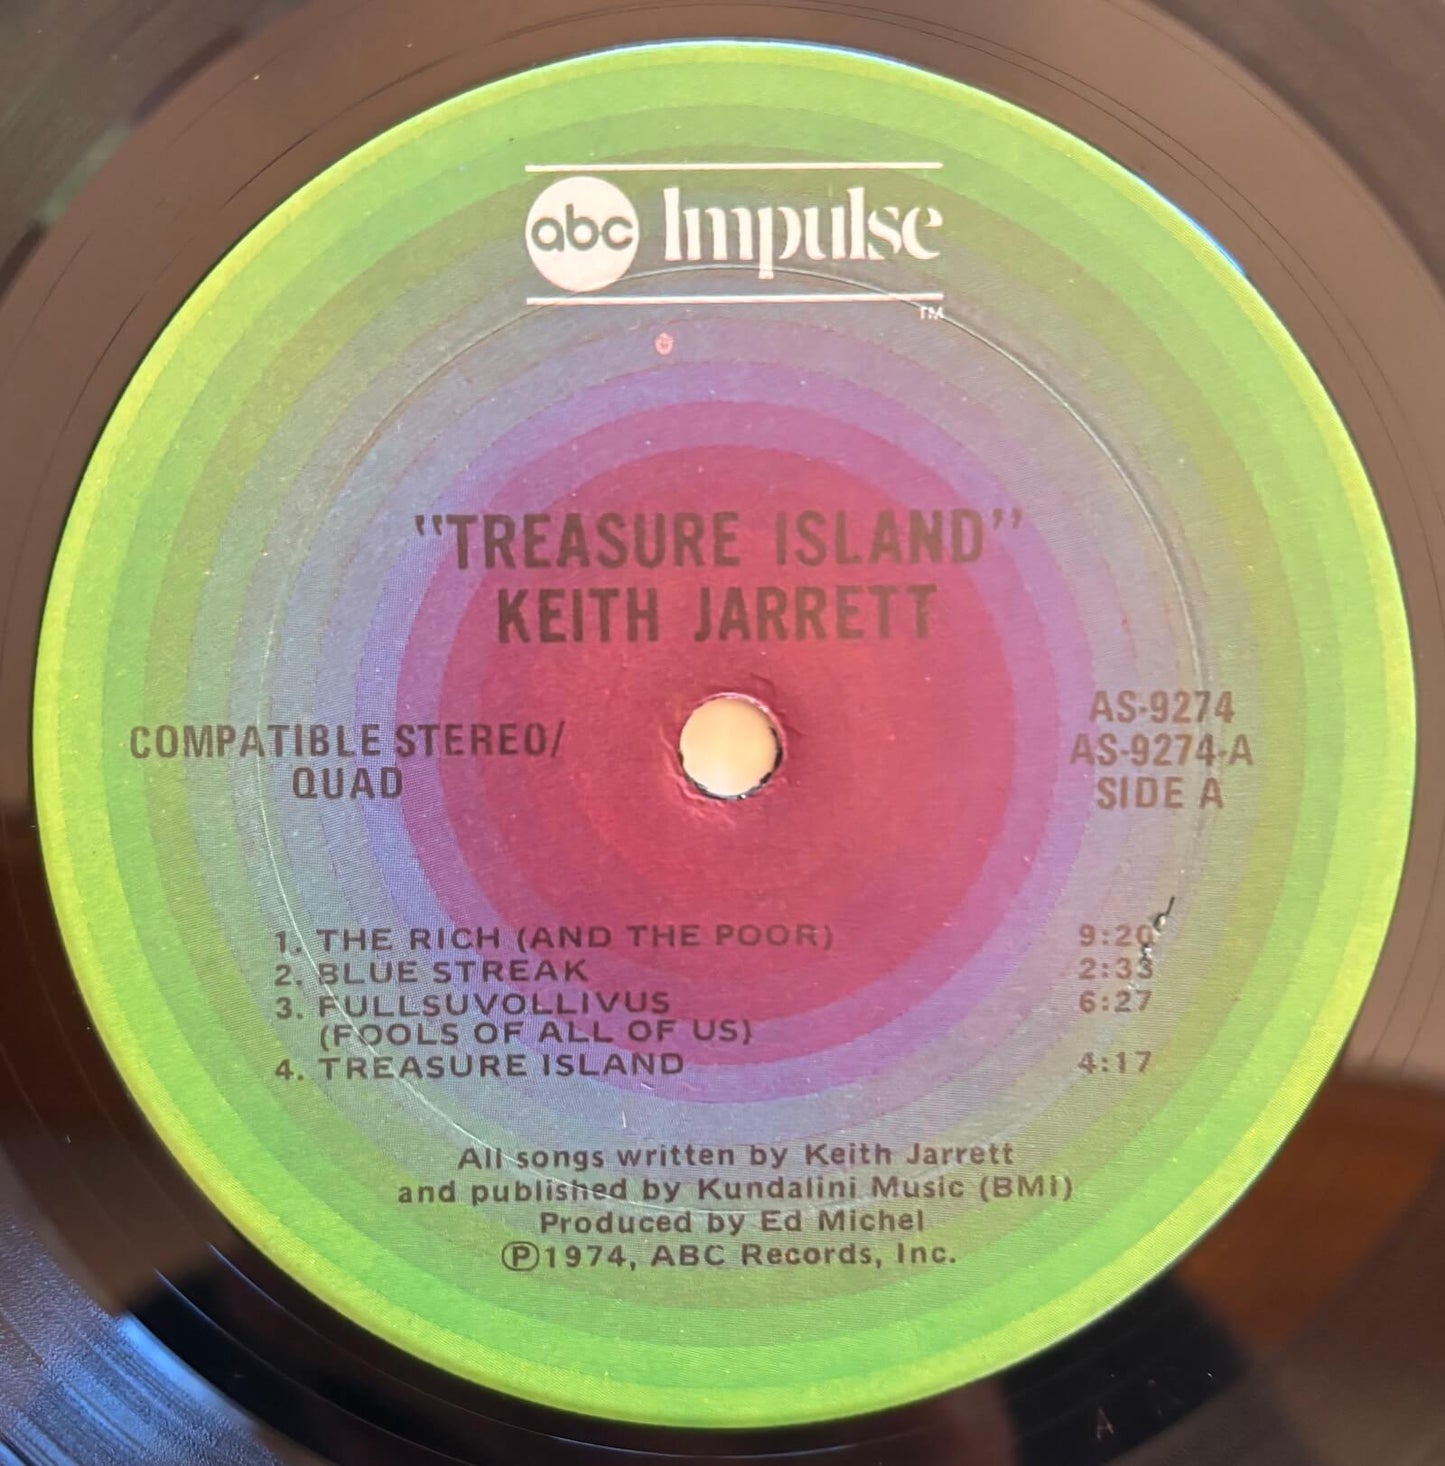 abc Impulse
TM
"TREASURE ISLAND"
KEITH JARRETT
COMPATIBLE STEREO/
QUAD
AS-9274
AS-9274-A
SIDE A
1. THE RICH (AND THE POOR) 9:20
2. BLUE STREAK 2:33
3. FULLSUVOLLIVUS 6:27
(FOOLS OF ALL OF US)
4. TREASURE ISLAND 4:17
All songs written by Keith Jarrett
and published by Kundalini Music (BMI)
Produced by Ed Michel
Ⓟ1974, ABC Records, Inc.
A